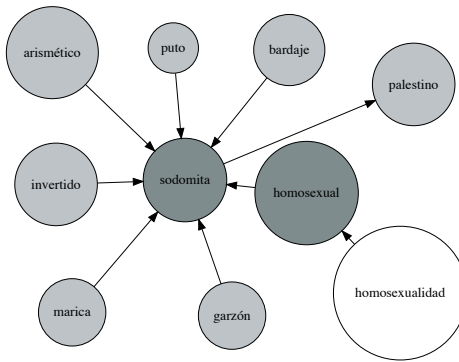 arismético
puto
bardaje
palestino
sodomita
invertido
homosexual
homosexualidad
marica
garzón